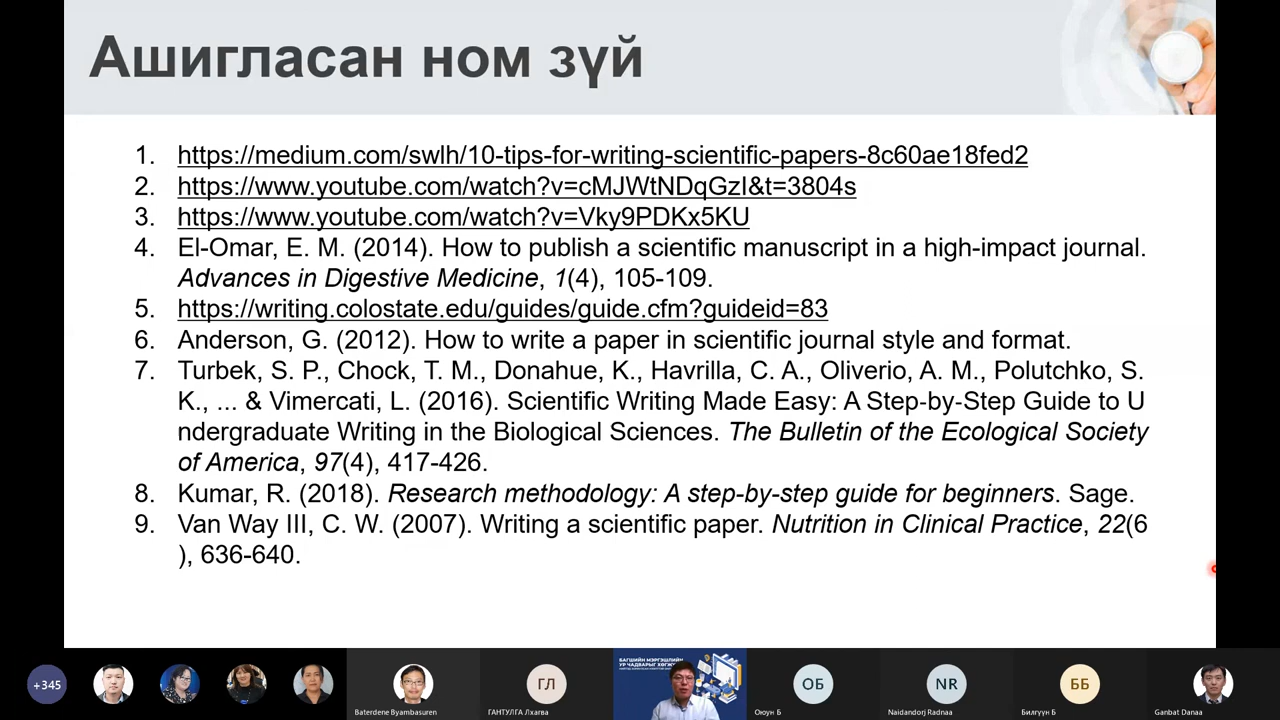 Ашигласан ном зүй
1. https://medium.com/swlh/10-tips-for-writing-scientific-papers-8c60ae18fed2
2. https://www.youtube.com/watch?v=cMJWtNDqGzI&t=3804s
3. https://www.youtube.com/watch?v=Vky9PDKx5KU
4. El-Omar, E. M. (2014). How to publish a scientific manuscript in a high-impact journal.
Advances in Digestive Medicine, 1(4), 105-109.
5. https://writing.colostate.edu/guides/guide.cfm?guideid=83
6. Anderson, G. (2012). How to write a paper in scientific journal style and format.
7. Turbek, S. P., Chock, T. M., Donahue, K., Havrilla, C. A., Oliverio, A. M., Polutchko, S.
K., ... & Vimercati, L. (2016). Scientific Writing Made Easy: A Step-by-Step Guide to U
ndergraduate Writing in the Biological Sciences. The Bulletin of the Ecological Society
of America, 97(4), 417-426.
8. Kumar, R. (2018). Research methodology: A step-by-step guide for beginners. Sage.
9. Van Way III, C. W. (2007). Writing a scientific paper. Nutrition in Clinical Practice, 22(6
), 636-640.
+345
Baterdene Byambasuren
ГЛ
ГАНТУЛГА Лхагва
БАГШИЙН МЭРГЭШЛИЙН
УР ЧАДВАРЫГ ХӨГЖ
ОБ
Оюун Б
NR
Naidandorj Radnaa
ББ
Билгүүн Б
Ganbat Danaa